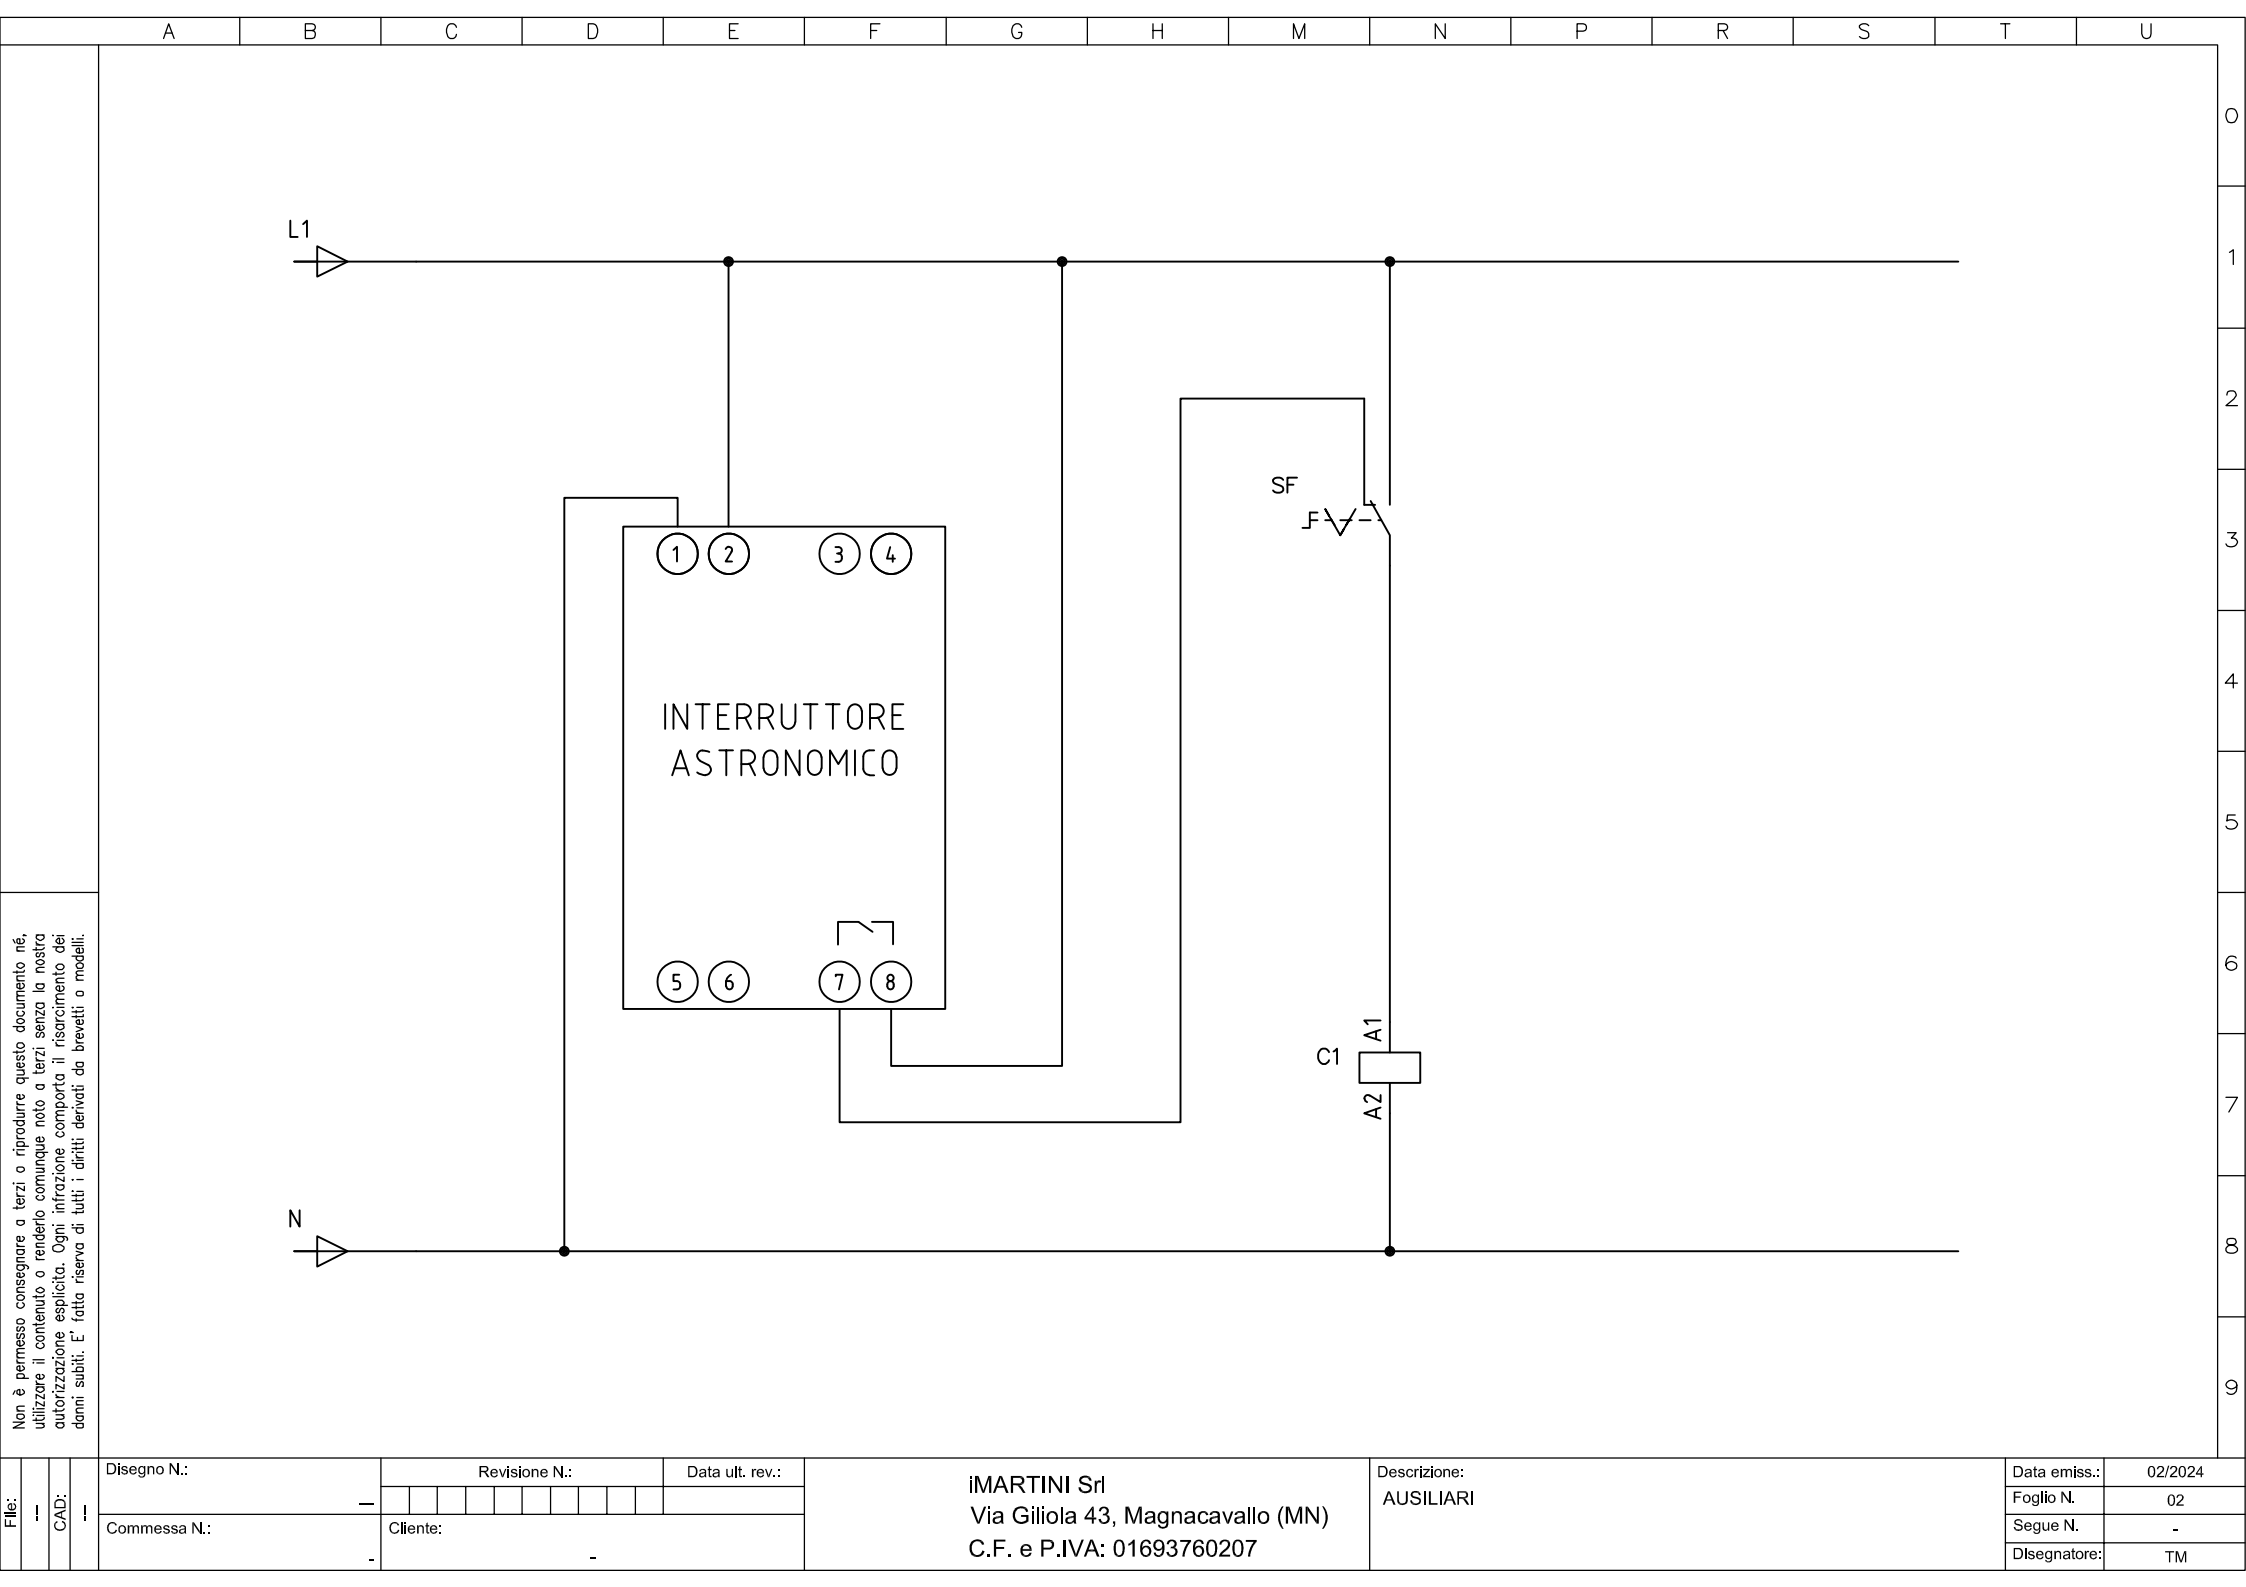 A B C D E F G H M N P R S T U
0
1
2
3
4
5
6
7
8
9
L1
SF
1 2 3 4
INTERRUTTORE
ASTRONOMICO
5 6 7 8
A1
C1
A2
N
Non è permesso consegnare a terzi o riprodurre questo documento né,
utilizzare il contenuto o renderlo comunque noto a terzi senza la nostra
autorizzazione esplicita. Ogni infrazione comporta il risarcimento dei
danni subiti. E' fatta riserva di tutti i diritti derivati da brevetti o modelli.
File:
--
CAD:
--
Disegno N.:
—
Commessa N.:
-
Revisione N.:
Data ult. rev.:
Cliente:
-
iMARTINI Srl
Via Giliola 43, Magnacavallo (MN)
C.F. e P.IVA: 01693760207
Descrizione:
AUSILIARI
Data emiss.: 02/2024
Foglio N. 02
Segue N. -
DIsegnatore: TM